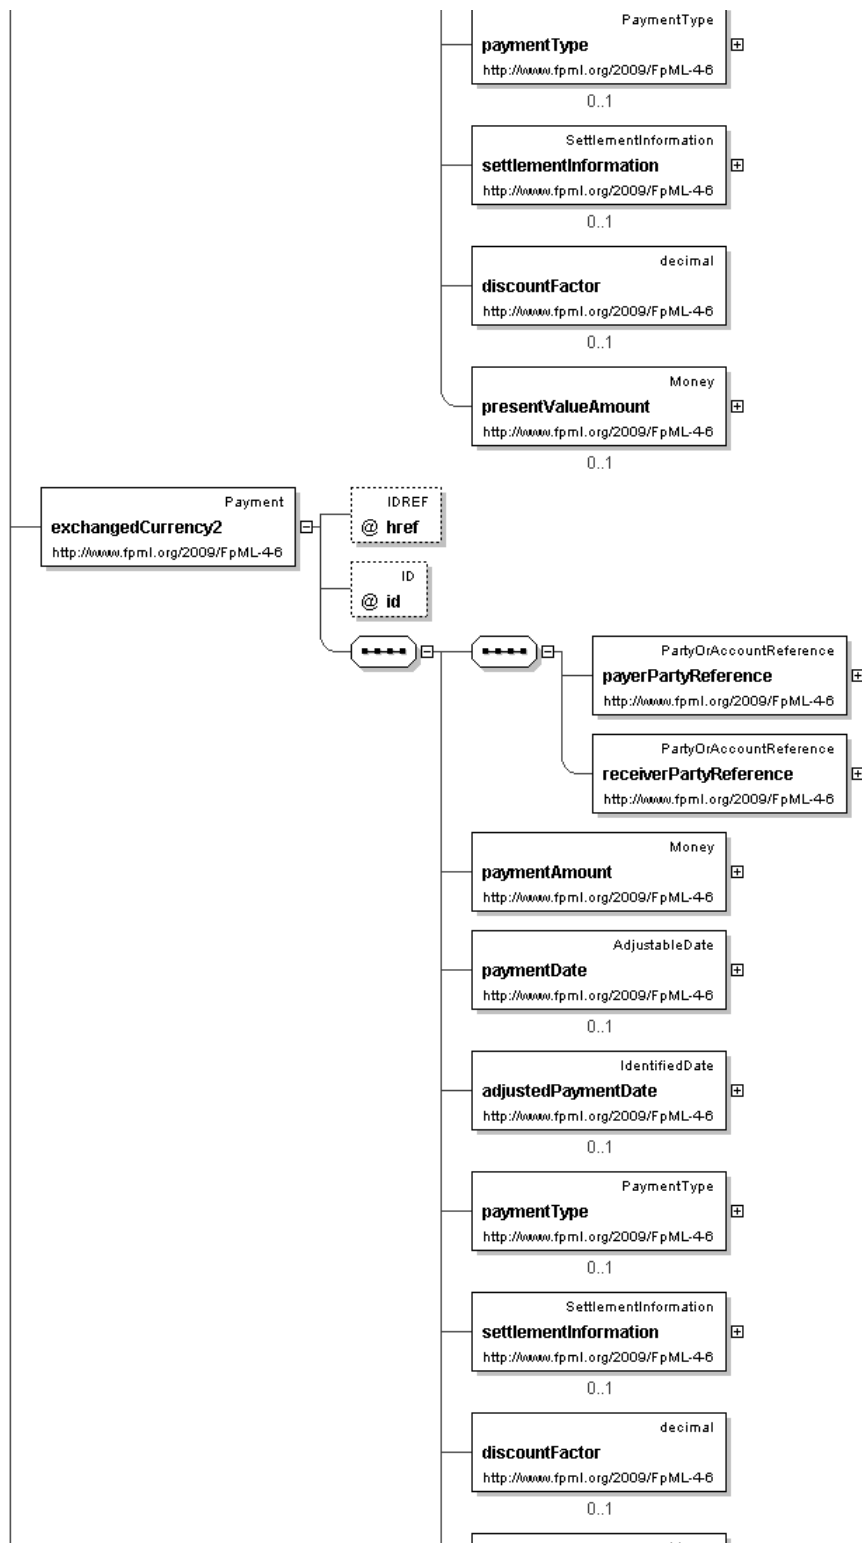 PaymentType
paymentType
http://www.fpml.org/2009/FpML-4-6
0..1
SettlementInformation
settlementInformation
http://www.fpml.org/2009/FpML-4-6
0..1
decimal
discountFactor
http://www.fpml.org/2009/FpML-4-6
0..1
Money
presentValueAmount
http://www.fpml.org/2009/FpML-4-6
0..1
Payment
exchangedCurrency2
http://www.fpml.org/2009/FpML-4-6
IDREF
@ href
ID
@ id
PartyOrAccountReference
payerPartyReference
http://www.fpml.org/2009/FpML-4-6
PartyOrAccountReference
receiverPartyReference
http://www.fpml.org/2009/FpML-4-6
Money
paymentAmount
http://www.fpml.org/2009/FpML-4-6
AdjustableDate
paymentDate
http://www.fpml.org/2009/FpML-4-6
0..1
IdentifiedDate
adjustedPaymentDate
http://www.fpml.org/2009/FpML-4-6
0..1
PaymentType
paymentType
http://www.fpml.org/2009/FpML-4-6
0..1
SettlementInformation
settlementInformation
http://www.fpml.org/2009/FpML-4-6
0..1
decimal
discountFactor
http://www.fpml.org/2009/FpML-4-6
0..1